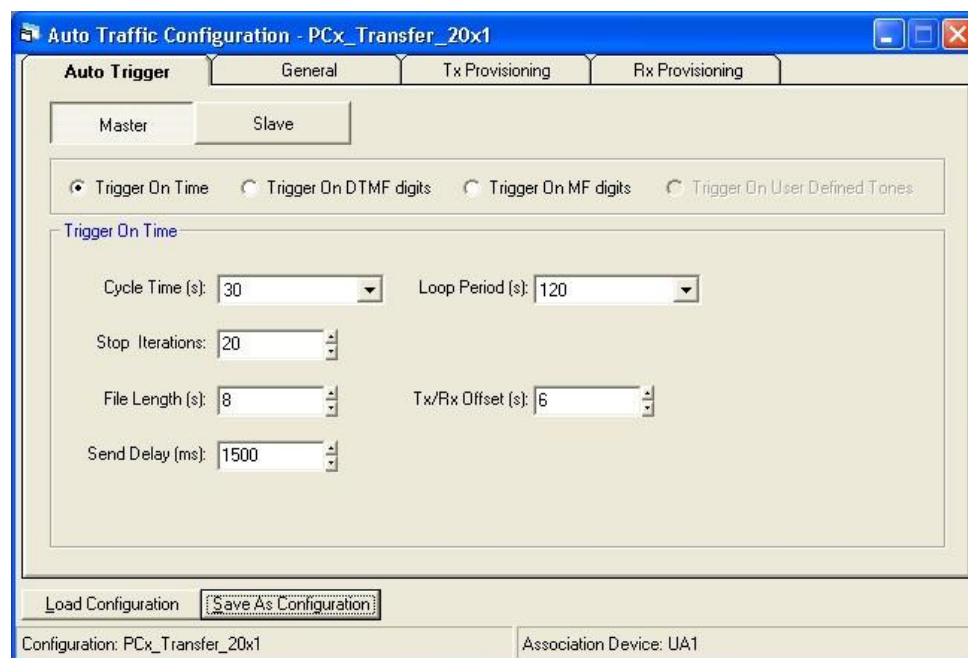 Auto Traffic Configuration - PCx_Transfer_20x1
Auto Trigger General Tx Provisioning Rx Provisioning
Master Slave
Trigger On Time Trigger On DTMF digits Trigger On MF digits Trigger On User Defined Tones
Trigger On Time
Cycle Time (s): 30 Loop Period (s): 120
Stop Iterations: 20
File Length (s): 8 Tx/Rx Offset (s): 6
Send Delay (ms): 1500
Load Configuration Save As Configuration
Configuration: PCx_Transfer_20x1 Association Device: UA1